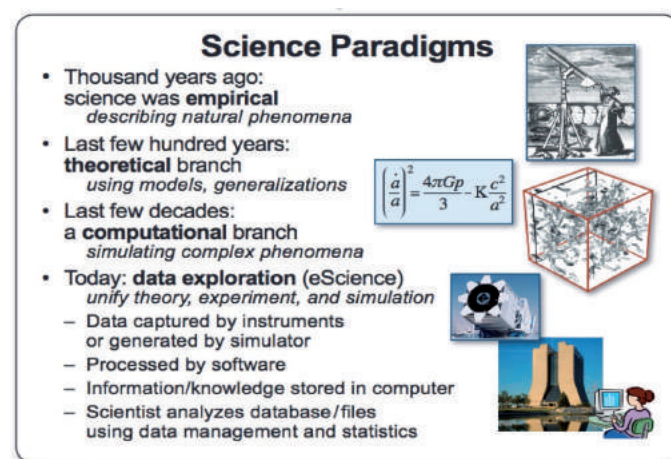 Science Paradigms
• Thousand years ago:
science was empirical
describing natural phenomena
• Last few hundred years:
theoretical branch
using models, generalizations
(ȧ/a)² = 4πGp/3 − K c²/a²
• Last few decades:
a computational branch
simulating complex phenomena
• Today: data exploration (eScience)
unify theory, experiment, and simulation
– Data captured by instruments
or generated by simulator
– Processed by software
– Information/knowledge stored in computer
– Scientist analyzes database/files
using data management and statistics